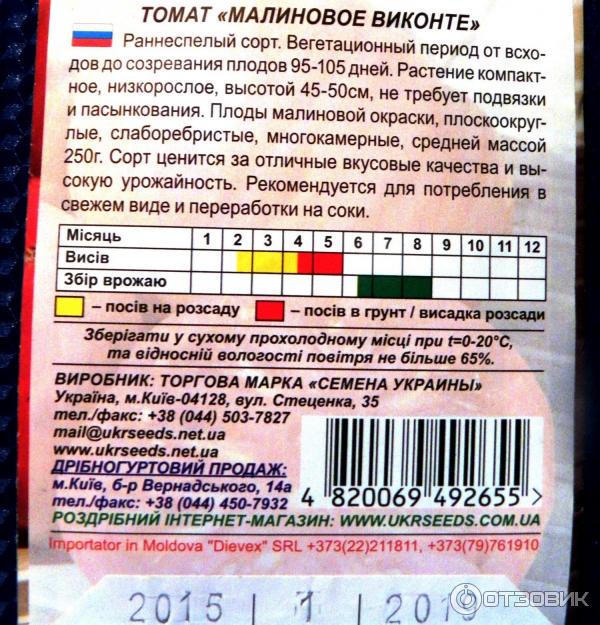 ТОМАТ «МАЛИНОВОЕ ВИКОНТЕ»
Раннеспелый сорт. Вегетационный период от всхо-
дов до созревания плодов 95-105 дней. Растение компакт-
ное, низкорослое, высотой 45-50см, не требует подвязки
и пасынкования. Плоды малиновой окраски, плоскоокруг-
лые, слаборебристые, многокамерные, средней массой
250г. Сорт ценится за отличные вкусовые качества и вы-
сокую урожайность. Рекомендуется для потребления в
свежем виде и переработки на соки.
Місяць 1 2 3 4 5 6 7 8 9 10 11 12
Висів
Збір врожаю
– посів на розсаду – посів в ґрунт / висадка розсади
Зберігати у сухому прохолодному місці при t=0-20°С,
та відносній вологості повітря не більше 65%.
ВИРОБНИК: ТОРГОВА МАРКА «СЕМЕНА УКРАИНЫ»
Україна, м.Київ-04128, вул. Стеценка, 35
тел./факс: +38 (044) 503-7827
mail@ukrseeds.net.ua
www.ukrseeds.net.ua
ДРІБНОГУРТОВИЙ ПРОДАЖ:
м.Київ, б-р Вернадського, 14а
тел./факс: +38 (044) 450-7932
4 820069 492655 >
РОЗДРІБНИЙ ІНТЕРНЕТ-МАГАЗИН: WWW.UKRSEEDS.COM.UA
Importator in Moldova "Dievex" SRL +373(22)211811, +373(79)761910
2015 | 1 | 2019
ОТЗОВИК